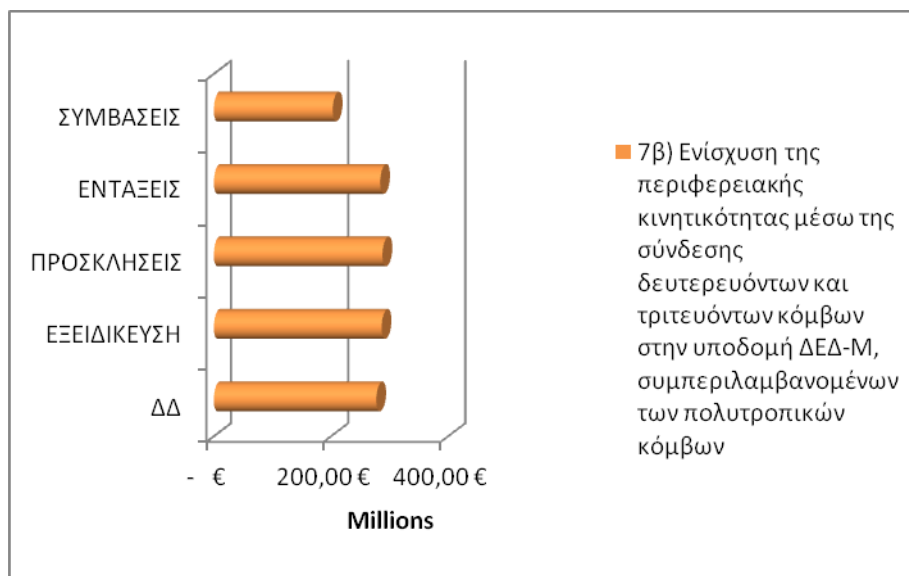 ΣΥΜΒΑΣΕΙΣ
ΕΝΤΑΞΕΙΣ
ΠΡΟΣΚΛΗΣΕΙΣ
ΕΞΕΙΔΙΚΕΥΣΗ
ΔΔ
- € 200,00 € 400,00 €
Millions
7β) Ενίσχυση της
περιφερειακής
κινητικότητας μέσω της
σύνδεσης
δευτερευόντων και
τριτευόντων κόμβων
στην υποδομή ΔΕΔ-Μ,
συμπεριλαμβανομένων
των πολυτροπικών
κόμβων